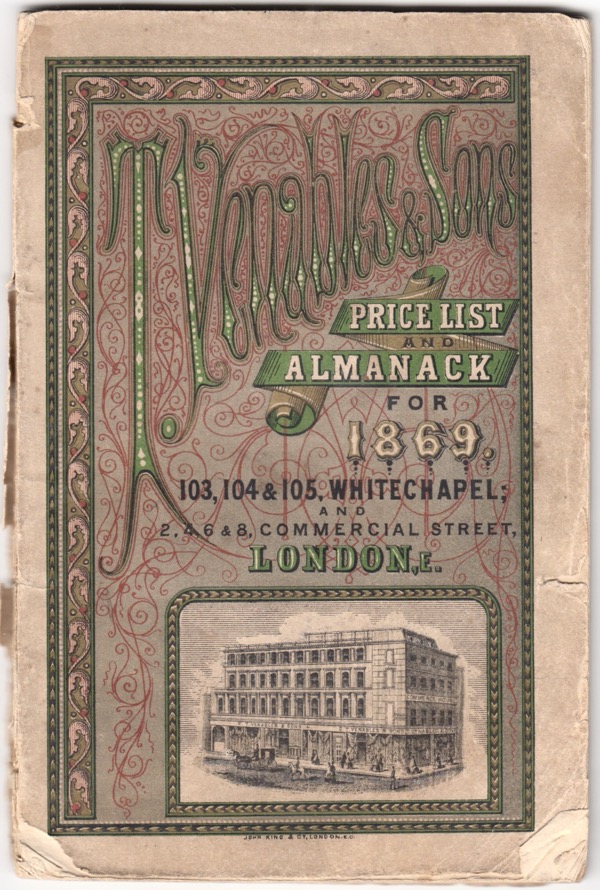 T. Venables & Sons
PRICE LIST
AND
ALMANACK
FOR
1869.
103, 104 & 105, WHITECHAPEL;
AND
2, 4, 6 & 8, COMMERCIAL STREET,
LONDON, E.
VENABLES
JOHN KING & Co, LONDON. E.C.